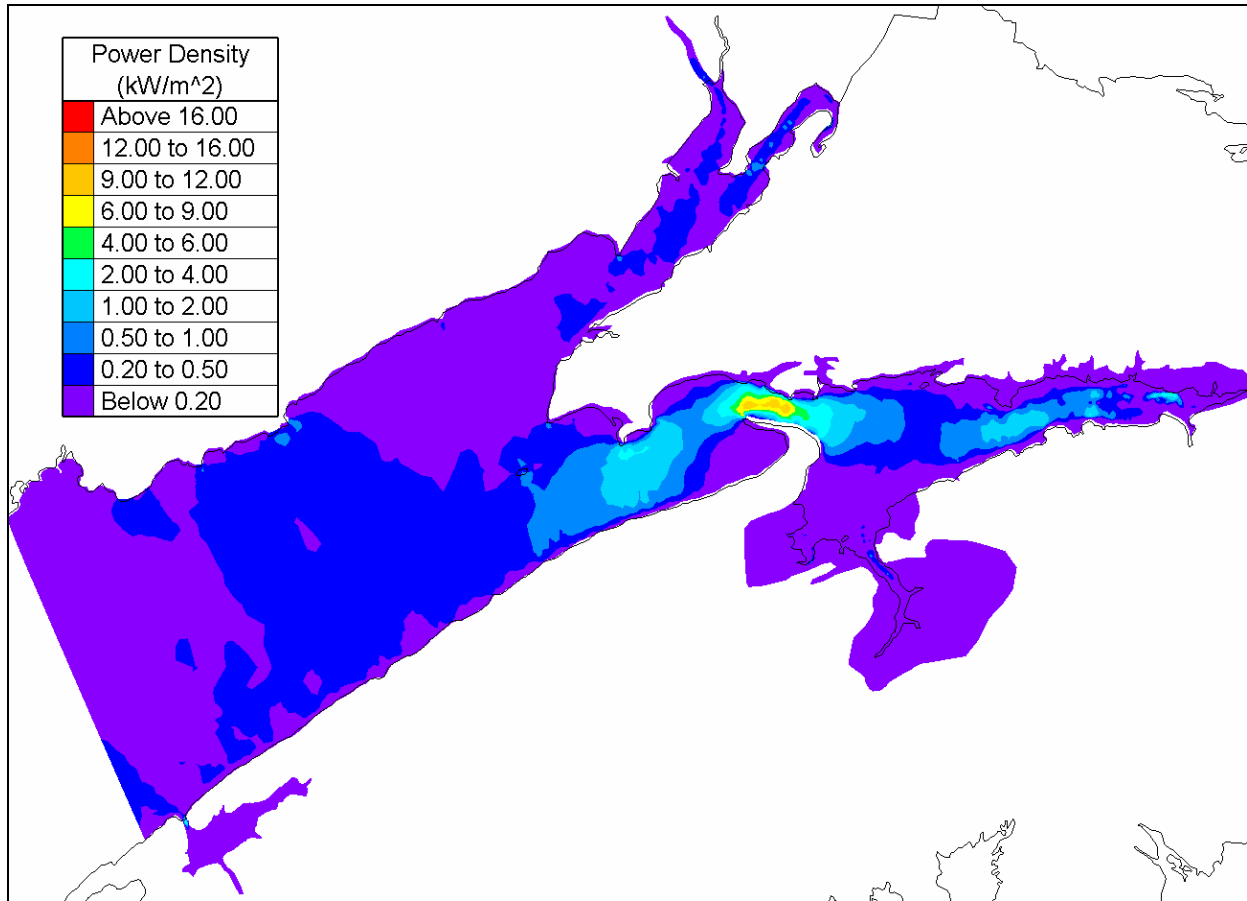 Power Density
(kW/m^2)
Above 16.00
12.00 to 16.00
9.00 to 12.00
6.00 to 9.00
4.00 to 6.00
2.00 to 4.00
1.00 to 2.00
0.50 to 1.00
0.20 to 0.50
Below 0.20